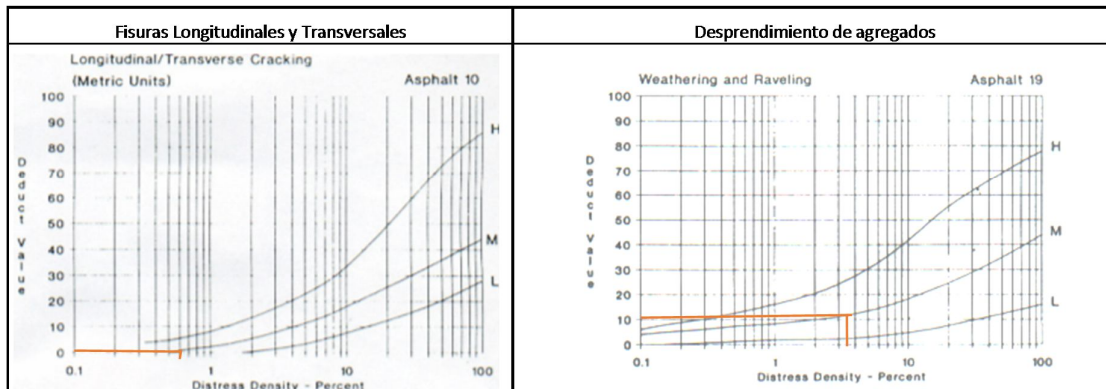 Fisuras Longitudinales y Transversales
Longitudinal/Transverse Cracking
(Metric Units)
Asphalt 10
Deduct Value
100
90
80
70
60
50
40
30
20
10
0
H
M
L
0.1
1
10
100
Distress Density - Percent
Desprendimiento de agregados
Weathering and Raveling
Asphalt 19
Deduct Value
100
90
80
70
60
50
40
30
20
10
0
H
M
L
0.1
1
10
100
Distress Density - Percent